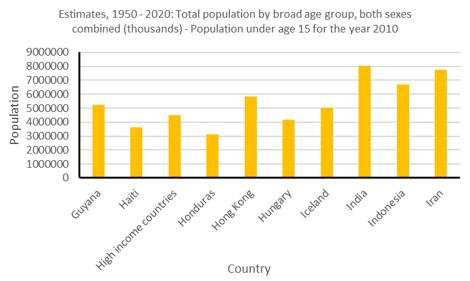 Estimates, 1950 - 2020: Total population by broad age group, both sexes
combined (thousands) - Population under age 15 for the year 2010
Population
9000000
8000000
7000000
6000000
5000000
4000000
3000000
2000000
1000000
0
Guyana
Haiti
High income countries
Honduras
Hong Kong
Hungary
Iceland
India
Indonesia
Iran
Country